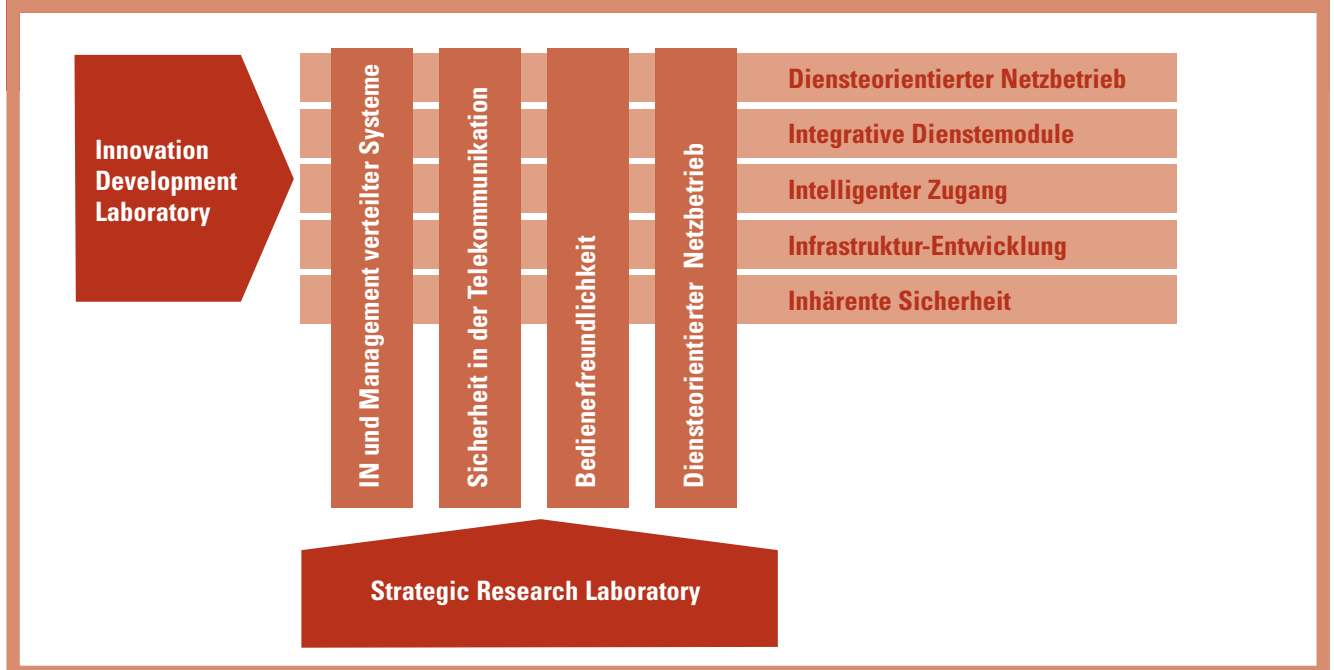 Innovation
Development
Laboratory
IN und Management verteilter Systeme
Sicherheit in der Telekommunikation
Bedienerfreundlichkeit
Diensteorientierter Netzbetrieb
Diensteorientierter Netzbetrieb
Integrative Dienstemodule
Intelligenter Zugang
Infrastruktur-Entwicklung
Inhärente Sicherheit
Strategic Research Laboratory